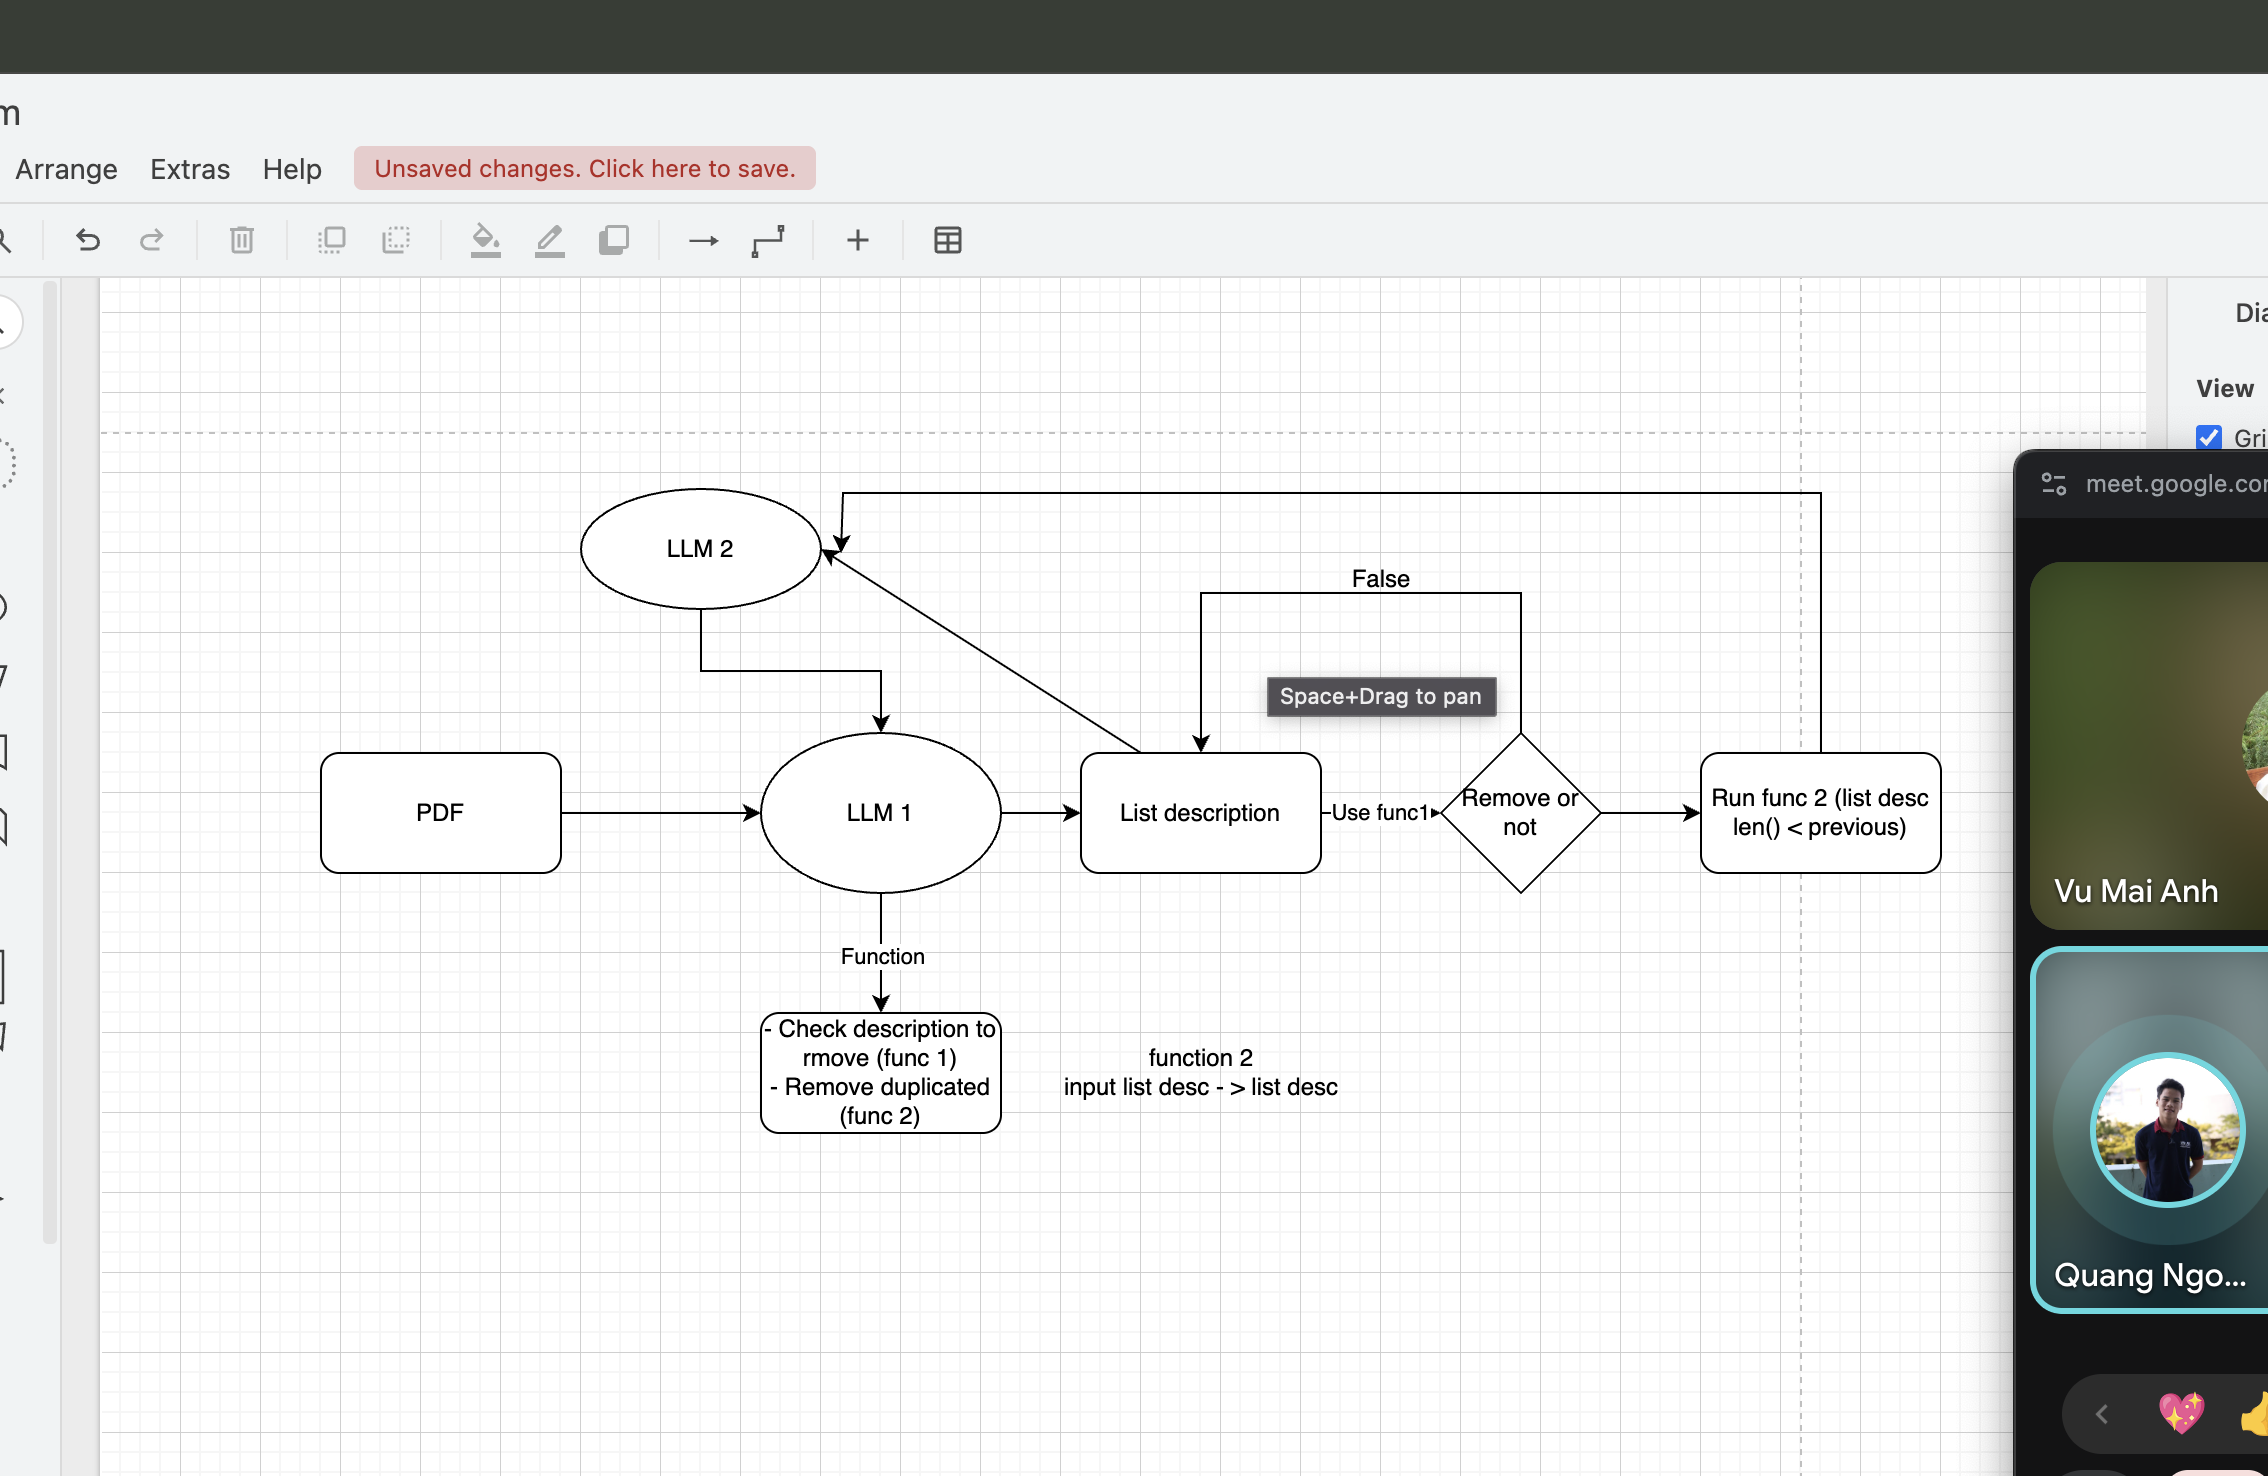 m
Arrange Extras Help Unsaved changes. Click here to save.
Dia
View
Gri
meet.google.com
LLM 2
False
Space+Drag to pan
PDF
LLM 1
List description
Use func1
Remove or
not
Run func 2 (list desc
len() < previous)
Vu Mai Anh
Function
- Check description to
rmove (func 1)
- Remove duplicated
(func 2)
function 2
input list desc - > list desc
Quang Ngo...